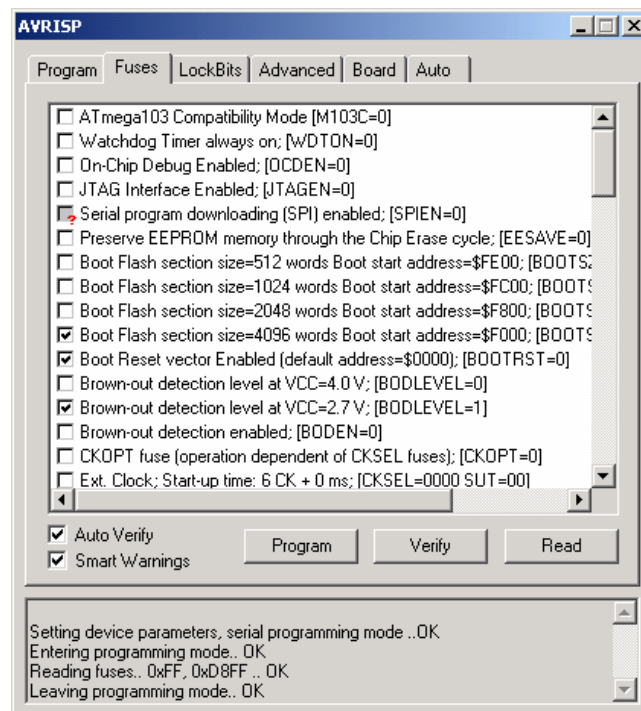 AVRISP
Program Fuses LockBits Advanced Board Auto
ATmega103 Compatibility Mode [M103C=0]
Watchdog Timer always on; [WDTON=0]
On-Chip Debug Enabled; [OCDEN=0]
JTAG Interface Enabled; [JTAGEN=0]
Serial program downloading (SPI) enabled; [SPIEN=0]
Preserve EEPROM memory through the Chip Erase cycle; [EESAVE=0]
Boot Flash section size=512 words Boot start address=$FE00; [BOOTSZ
Boot Flash section size=1024 words Boot start address=$FC00; [BOOTS
Boot Flash section size=2048 words Boot start address=$F800; [BOOTS
Boot Flash section size=4096 words Boot start address=$F000; [BOOTS
Boot Reset vector Enabled (default address=$0000); [BOOTRST=0]
Brown-out detection level at VCC=4.0 V; [BODLEVEL=0]
Brown-out detection level at VCC=2.7 V; [BODLEVEL=1]
Brown-out detection enabled; [BODEN=0]
CKOPT fuse (operation dependent of CKSEL fuses); [CKOPT=0]
Ext. Clock; Start-up time: 6 CK + 0 ms; [CKSEL=0000 SUT=00]
Auto Verify
Smart Warnings
Program Verify Read
Setting device parameters, serial programming mode ..OK
Entering programming mode.. OK
Reading fuses.. 0xFF, 0xD8FF .. OK
Leaving programming mode.. OK